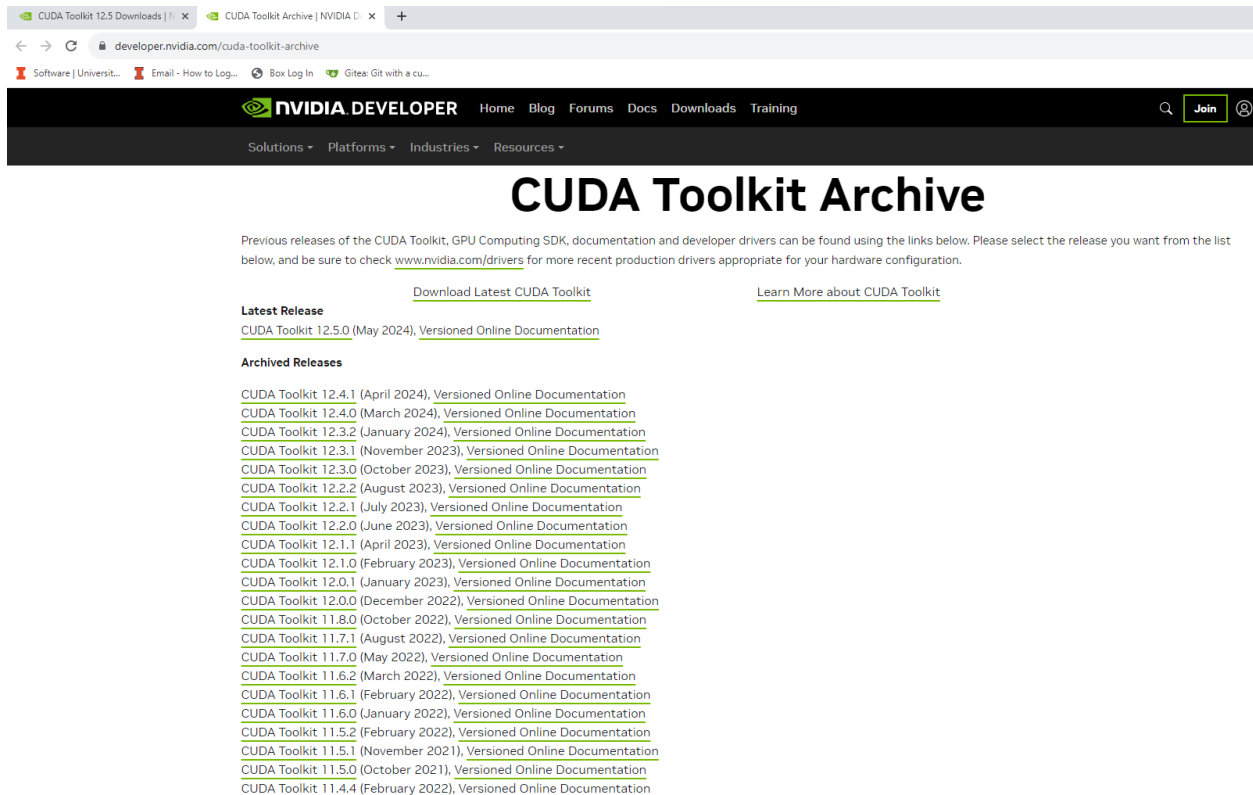 CUDA Toolkit 12.5 Downloads | N
CUDA Toolkit Archive | NVIDIA D
developer.nvidia.com/cuda-toolkit-archive
Software | Universit... Email - How to Log... Box Log In Gitea: Git with a cu...
NVIDIA. DEVELOPER Home Blog Forums Docs Downloads Training Join
Solutions Platforms Industries Resources
CUDA Toolkit Archive
Previous releases of the CUDA Toolkit, GPU Computing SDK, documentation and developer drivers can be found using the links below. Please select the release you want from the list
below, and be sure to check www.nvidia.com/drivers for more recent production drivers appropriate for your hardware configuration.
Download Latest CUDA Toolkit Learn More about CUDA Toolkit
Latest Release
CUDA Toolkit 12.5.0 (May 2024), Versioned Online Documentation
Archived Releases
CUDA Toolkit 12.4.1 (April 2024), Versioned Online Documentation
CUDA Toolkit 12.4.0 (March 2024), Versioned Online Documentation
CUDA Toolkit 12.3.2 (January 2024), Versioned Online Documentation
CUDA Toolkit 12.3.1 (November 2023), Versioned Online Documentation
CUDA Toolkit 12.3.0 (October 2023), Versioned Online Documentation
CUDA Toolkit 12.2.2 (August 2023), Versioned Online Documentation
CUDA Toolkit 12.2.1 (July 2023), Versioned Online Documentation
CUDA Toolkit 12.2.0 (June 2023), Versioned Online Documentation
CUDA Toolkit 12.1.1 (April 2023), Versioned Online Documentation
CUDA Toolkit 12.1.0 (February 2023), Versioned Online Documentation
CUDA Toolkit 12.0.1 (January 2023), Versioned Online Documentation
CUDA Toolkit 12.0.0 (December 2022), Versioned Online Documentation
CUDA Toolkit 11.8.0 (October 2022), Versioned Online Documentation
CUDA Toolkit 11.7.1 (August 2022), Versioned Online Documentation
CUDA Toolkit 11.7.0 (May 2022), Versioned Online Documentation
CUDA Toolkit 11.6.2 (March 2022), Versioned Online Documentation
CUDA Toolkit 11.6.1 (February 2022), Versioned Online Documentation
CUDA Toolkit 11.6.0 (January 2022), Versioned Online Documentation
CUDA Toolkit 11.5.2 (February 2022), Versioned Online Documentation
CUDA Toolkit 11.5.1 (November 2021), Versioned Online Documentation
CUDA Toolkit 11.5.0 (October 2021), Versioned Online Documentation
CUDA Toolkit 11.4.4 (February 2022), Versioned Online Documentation